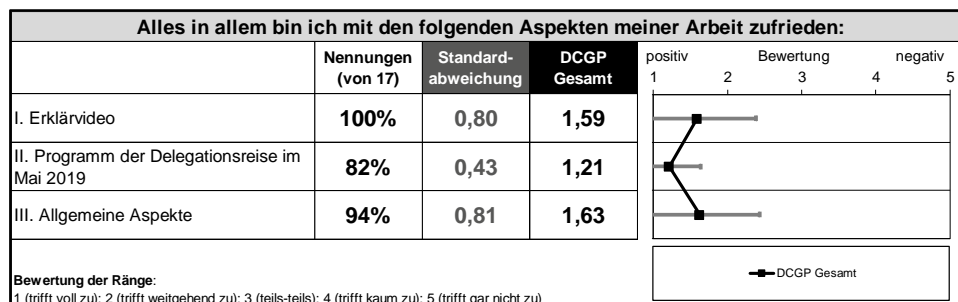 Alles in allem bin ich mit den folgenden Aspekten meiner Arbeit zufrieden:
Nennungen (von 17) Standard-abweichung DCGP Gesamt
positiv Bewertung negativ
1 2 3 4 5
I. Erklärvideo 100% 0,80 1,59
II. Programm der Delegationsreise im Mai 2019 82% 0,43 1,21
III. Allgemeine Aspekte 94% 0,81 1,63
DCGP Gesamt
Bewertung der Ränge:
1 (trifft voll zu); 2 (trifft weitgehend zu); 3 (teils-teils); 4 (trifft kaum zu); 5 (trifft gar nicht zu)